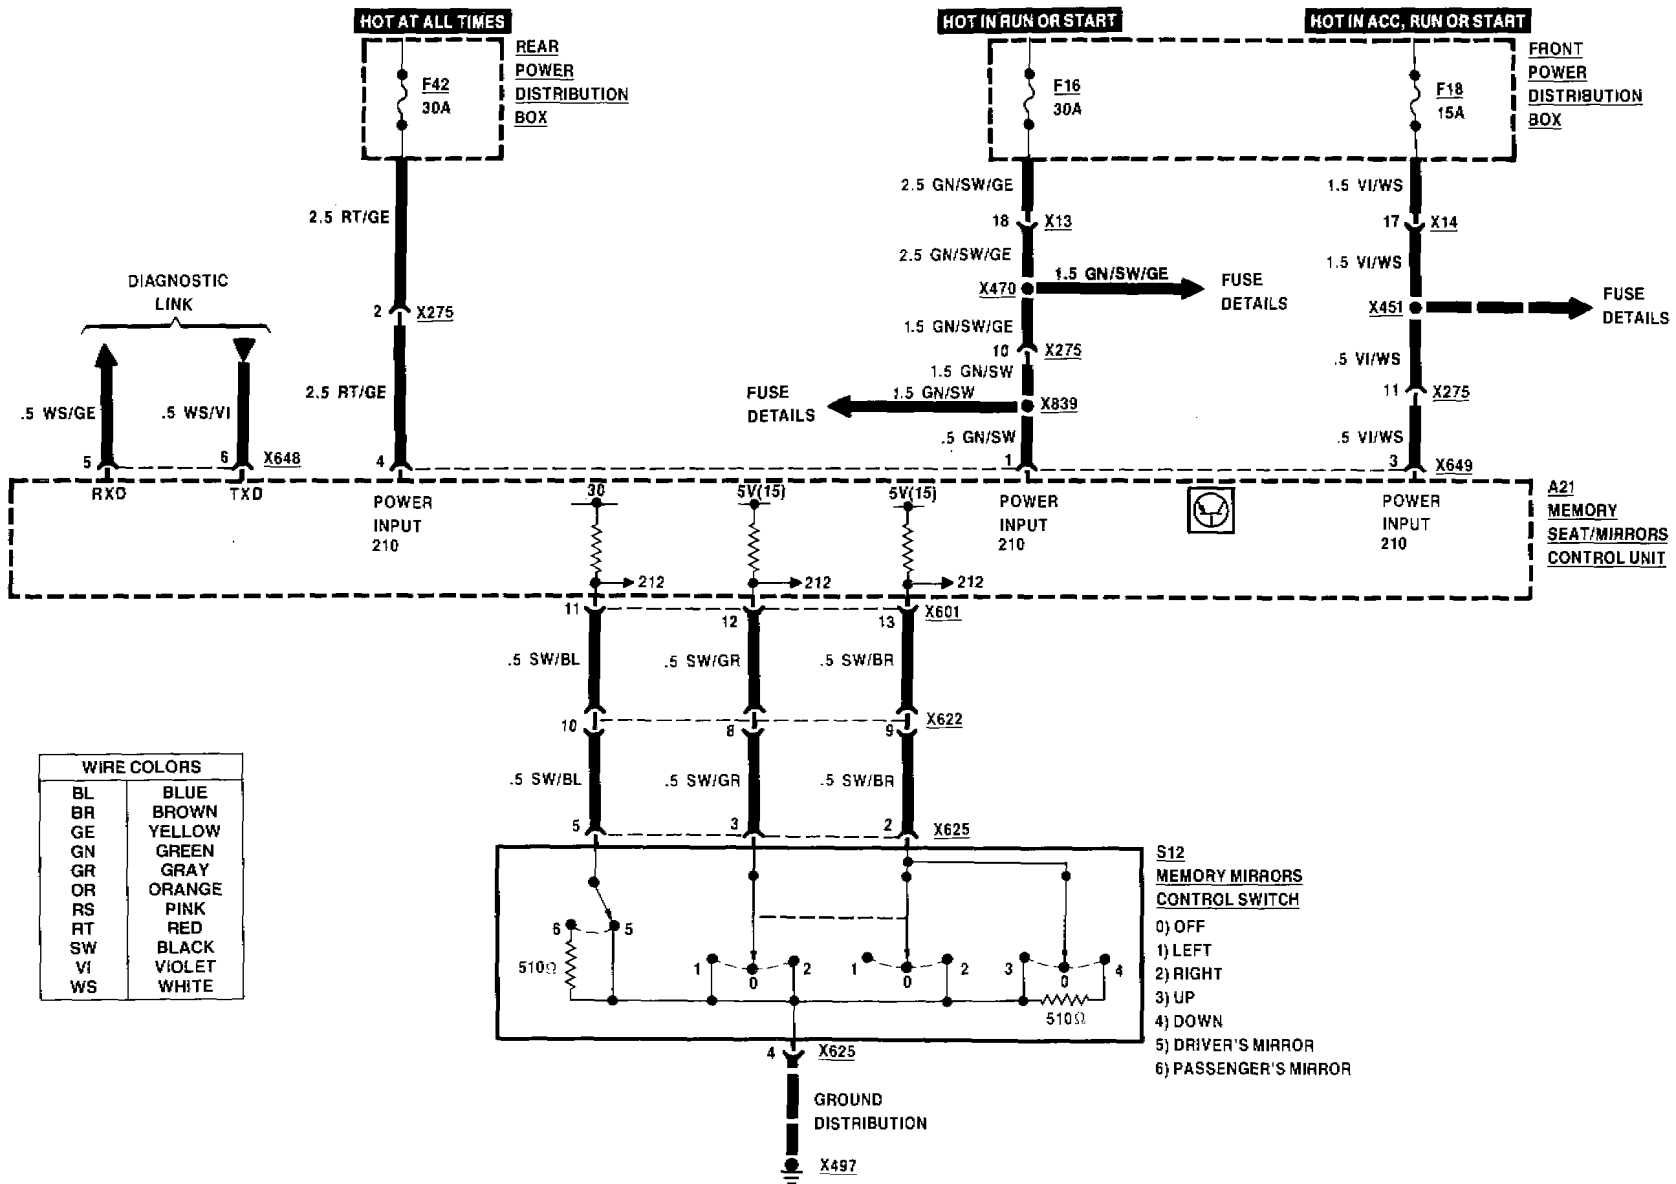 HOT AT ALL TIMES
HOT IN RUN OR START
HOT IN ACC, RUN OR START
REAR
POWER
DISTRIBUTION
BOX
F42
30A
F16
30A
F18
15A
FRONT
POWER
DISTRIBUTION
BOX
2.5 RT/GE
2 X275
2.5 RT/GE
2.5 GN/SW/GE
18 X13
2.5 GN/SW/GE
X470
1.5 GN/SW/GE
FUSE
DETAILS
1.5 GN/SW/GE
10 X275
1.5 GN/SW
FUSE
DETAILS
1.5 GN/SW
X839
.5 GN/SW
1.5 VI/WS
17 X14
1.5 VI/WS
X451
FUSE
DETAILS
.5 VI/WS
11 X275
.5 VI/WS
DIAGNOSTIC
LINK
.5 WS/GE
.5 WS/VI
5
6 X648
4
1
3 X649
RXD
TXD
POWER
INPUT
210
30
5V(15)
5V(15)
POWER
INPUT
210
POWER
INPUT
210
A21
MEMORY
SEAT/MIRRORS
CONTROL UNIT
212
212
212
11
12
13
X601
.5 SW/BL
.5 SW/GR
.5 SW/BR
10
8
9
X622
.5 SW/BL
.5 SW/GR
.5 SW/BR
5
3
2
X625
WIRE COLORS
BL BLUE
BR BROWN
GE YELLOW
GN GREEN
GR GRAY
OR ORANGE
RS PINK
RT RED
SW BLACK
VI VIOLET
WS WHITE
6
5
510Ω
1
0
2
1
0
2
3
0
4
510Ω
S12
MEMORY MIRRORS
CONTROL SWITCH
0) OFF
1) LEFT
2) RIGHT
3) UP
4) DOWN
5) DRIVER'S MIRROR
6) PASSENGER'S MIRROR
4 X625
GROUND
DISTRIBUTION
X497